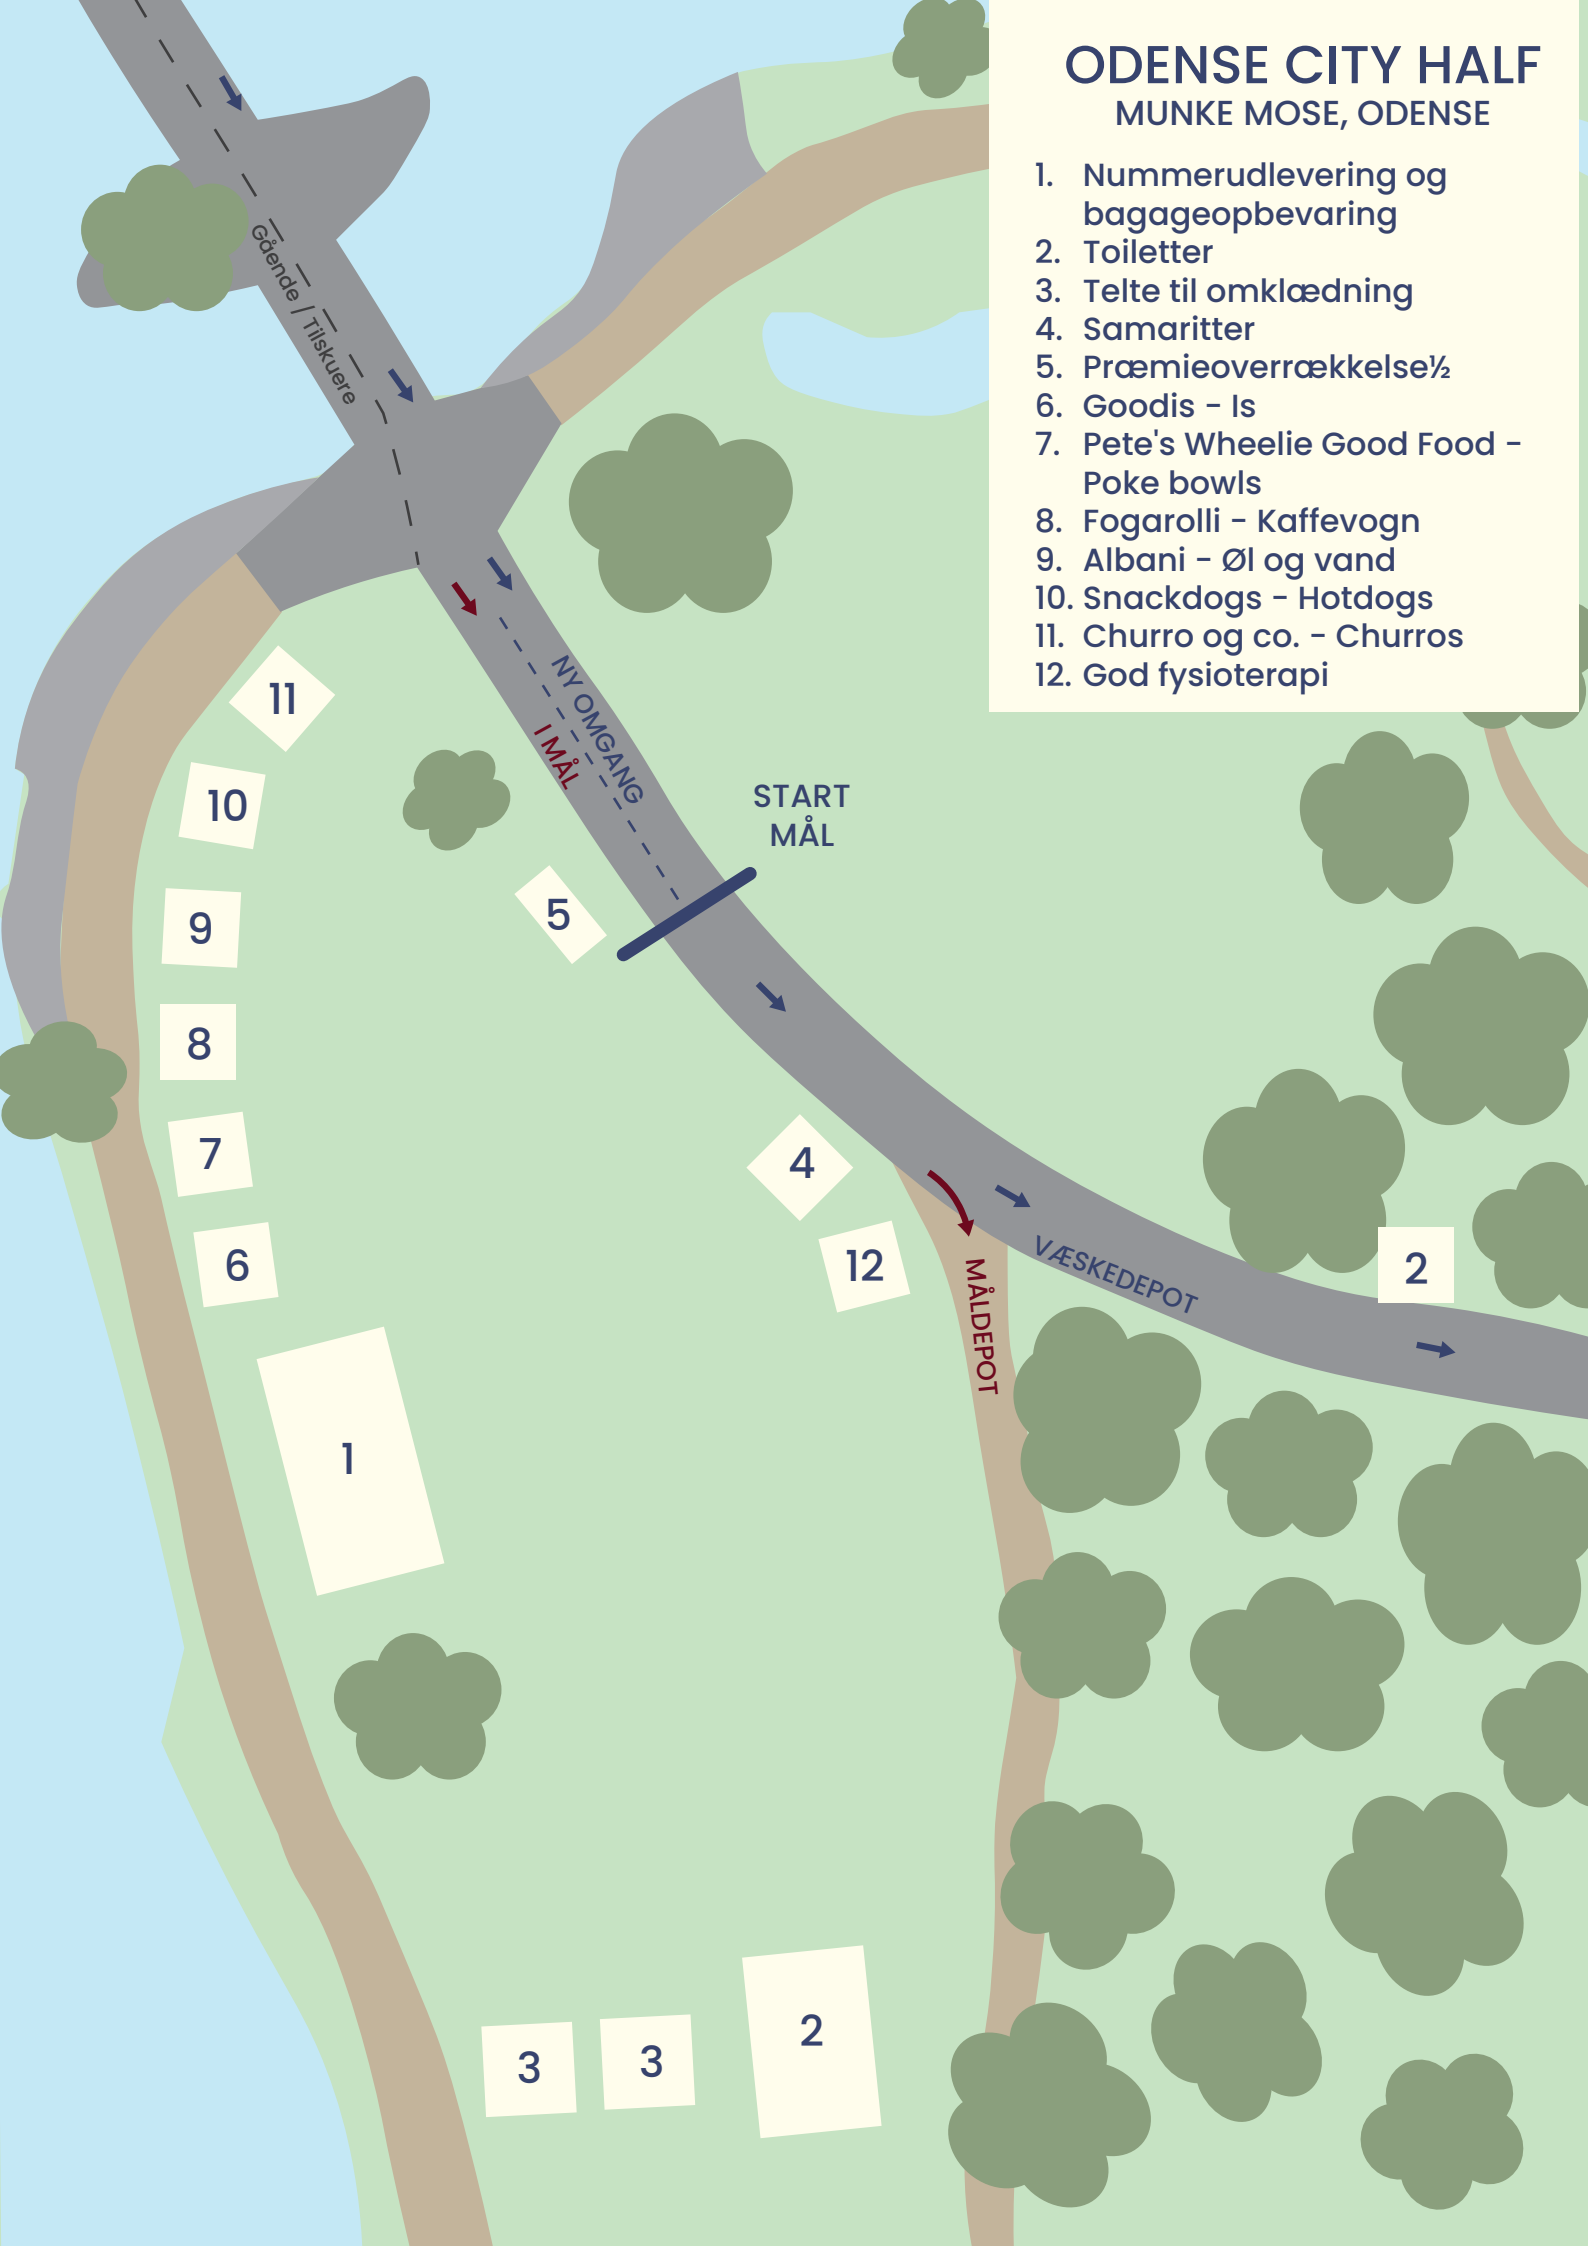 ODENSE CITY HALF
MUNKE MOSE, ODENSE
1. Nummerudlevering og
bagageopbevaring
2. Toiletter
3. Telte til omklædning
4. Samaritter
5. Præmieoverrækkelse½
6. Goodis - Is
7. Pete's Wheelie Good Food -
Poke bowls
8. Fogarolli - Kaffevogn
9. Albani - Øl og vand
10. Snackdogs - Hotdogs
11. Churro og co. - Churros
12. God fysioterapi
Gående / Tilskuere
NY OMGANG
I MÅL
START
MÅL
11
10
5
9
8
7
4
6
12
VÆSKEDEPOT
2
MÅLDEPOT
1
2
3
3